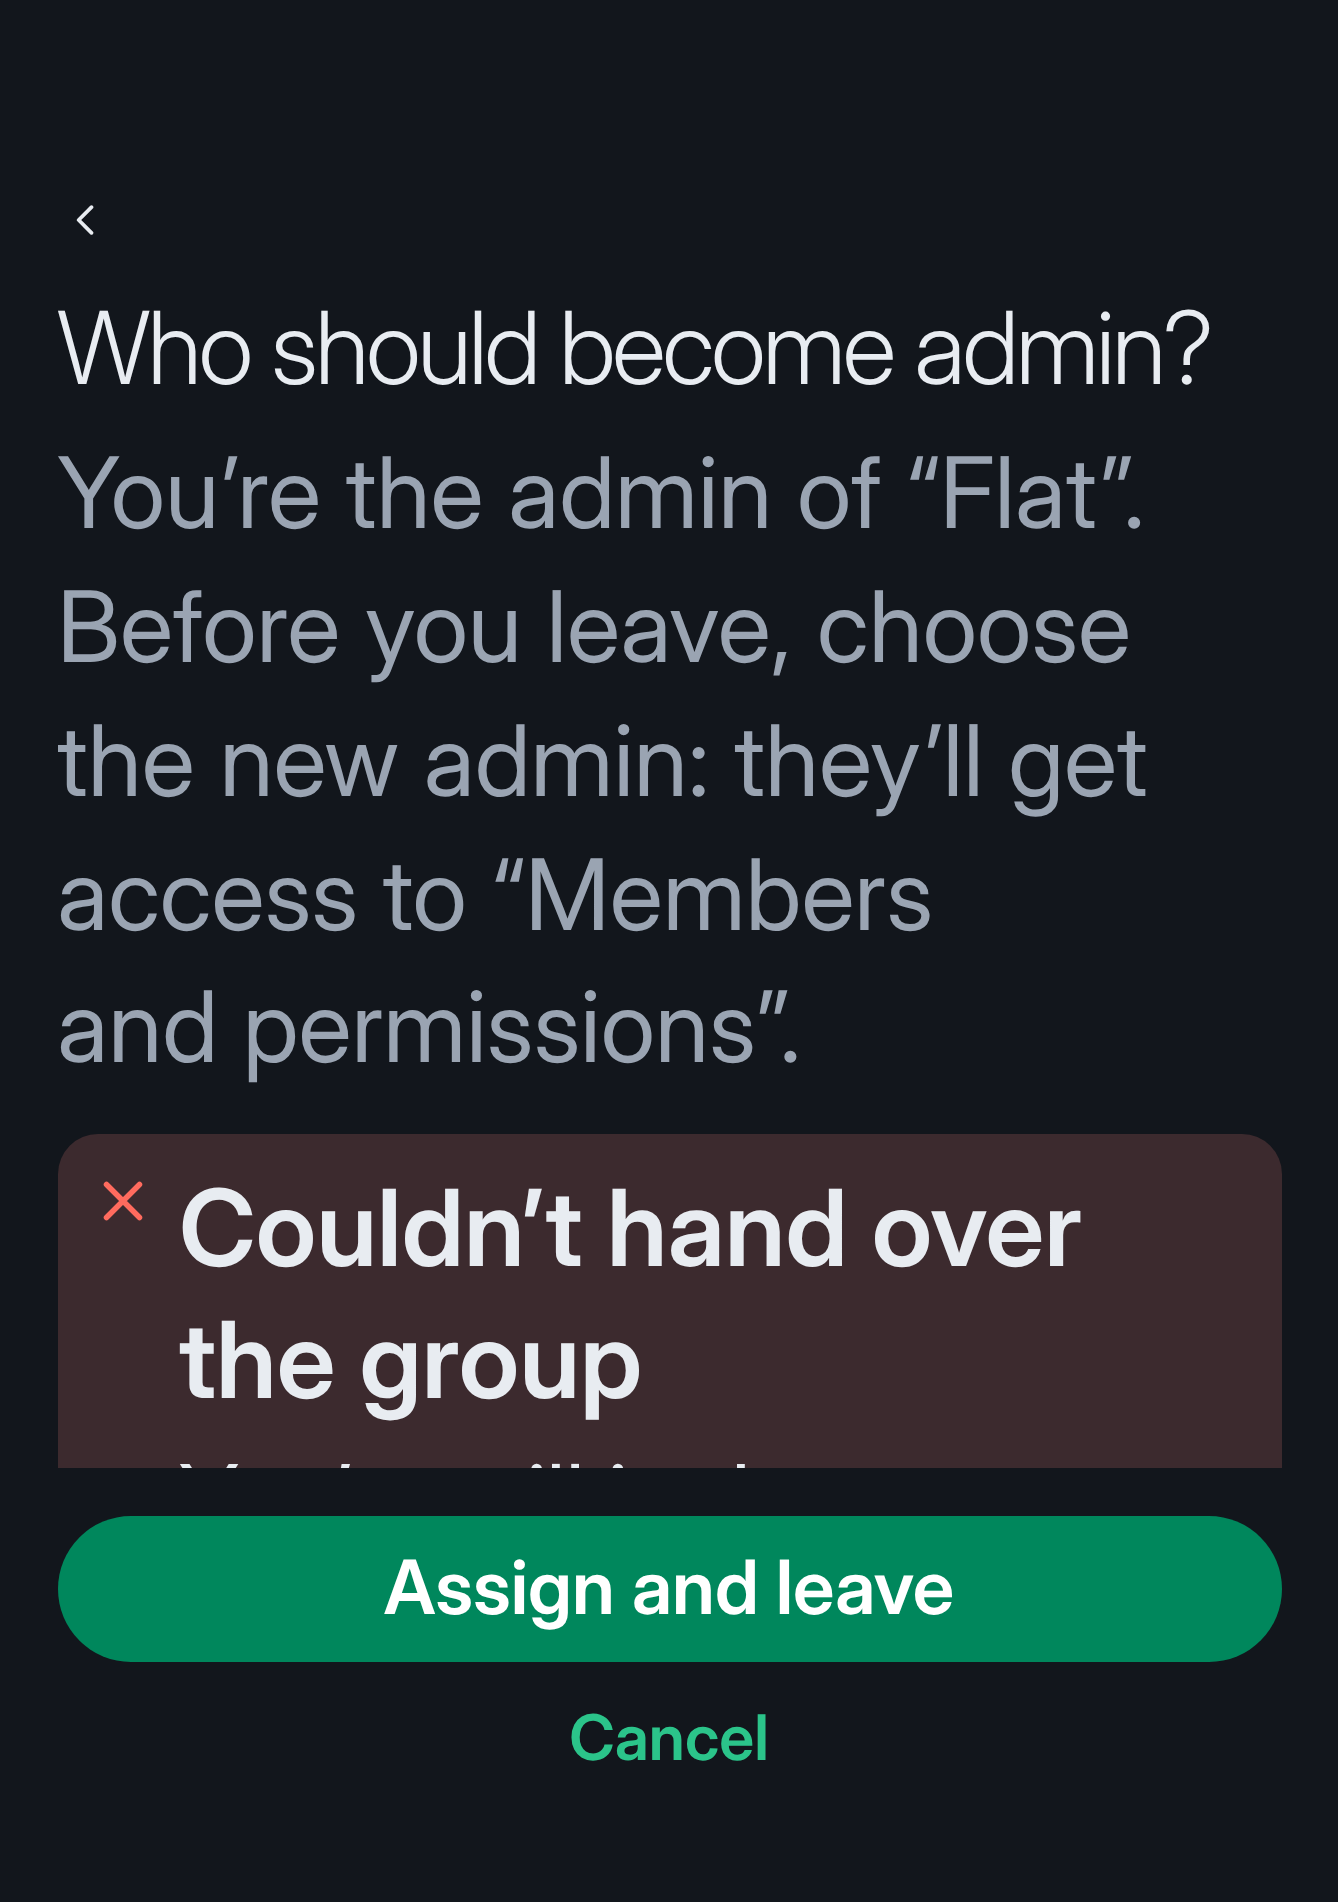 Who should become admin?
You’re the admin of “Flat”.
Before you leave, choose
the new admin: they’ll get
access to “Members
and permissions”.
Couldn’t hand over
the group
Assign and leave
Cancel